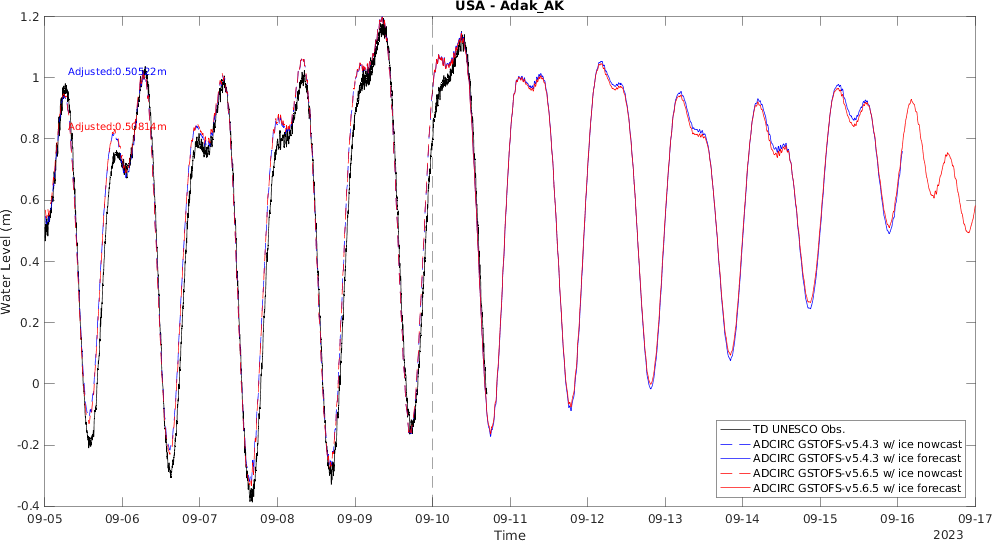 USA - Adak_AK
1.2
1
0.8
0.6
0.4
0.2
0
-0.2
-0.4
Water Level (m)
Adjusted:0.50522m
Adjusted:0.50814m
TD UNESCO Obs.
ADCIRC GSTOFS-v5.4.3 w/ ice nowcast
ADCIRC GSTOFS-v5.4.3 w/ ice forecast
ADCIRC GSTOFS-v5.6.5 w/ ice nowcast
ADCIRC GSTOFS-v5.6.5 w/ ice forecast
09-05 09-06 09-07 09-08 09-09 09-10 09-11 09-12 09-13 09-14 09-15 09-16 09-17
Time
2023